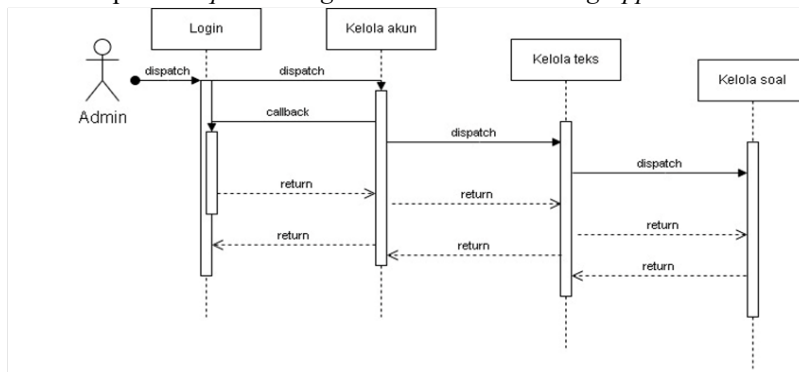 Login
Kelola akun
Kelola teks
Kelola soal
Admin
dispatch
dispatch
callback
dispatch
dispatch
return
return
return
return
return
return